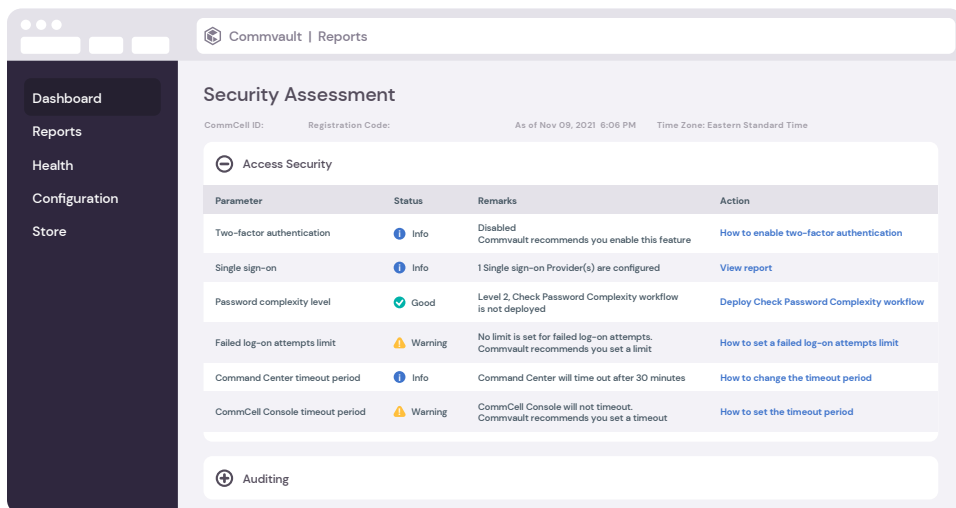 Commvault | Reports
Dashboard
Reports
Health
Configuration
Store
Security Assessment
CommCell ID: Registration Code: As of Nov 09, 2021 6:06 PM Time Zone: Eastern Standard Time
Access Security
Parameter Status Remarks Action
Two-factor authentication Info Disabled
Commvault recommends you enable this feature How to enable two-factor authentication
Single sign-on Info 1 Single sign-on Provider(s) are configured View report
Password complexity level Good Level 2, Check Password Complexity workflow
is not deployed Deploy Check Password Complexity workflow
Failed log-on attempts limit Warning No limit is set for failed log-on attempts.
Commvault recommends you set a limit How to set a failed log-on attempts limit
Command Center timeout period Info Command Center will time out after 30 minutes How to change the timeout period
CommCell Console timeout period Warning CommCell Console will not timeout.
Commvault recommends you set a timeout How to set the timeout period
Auditing